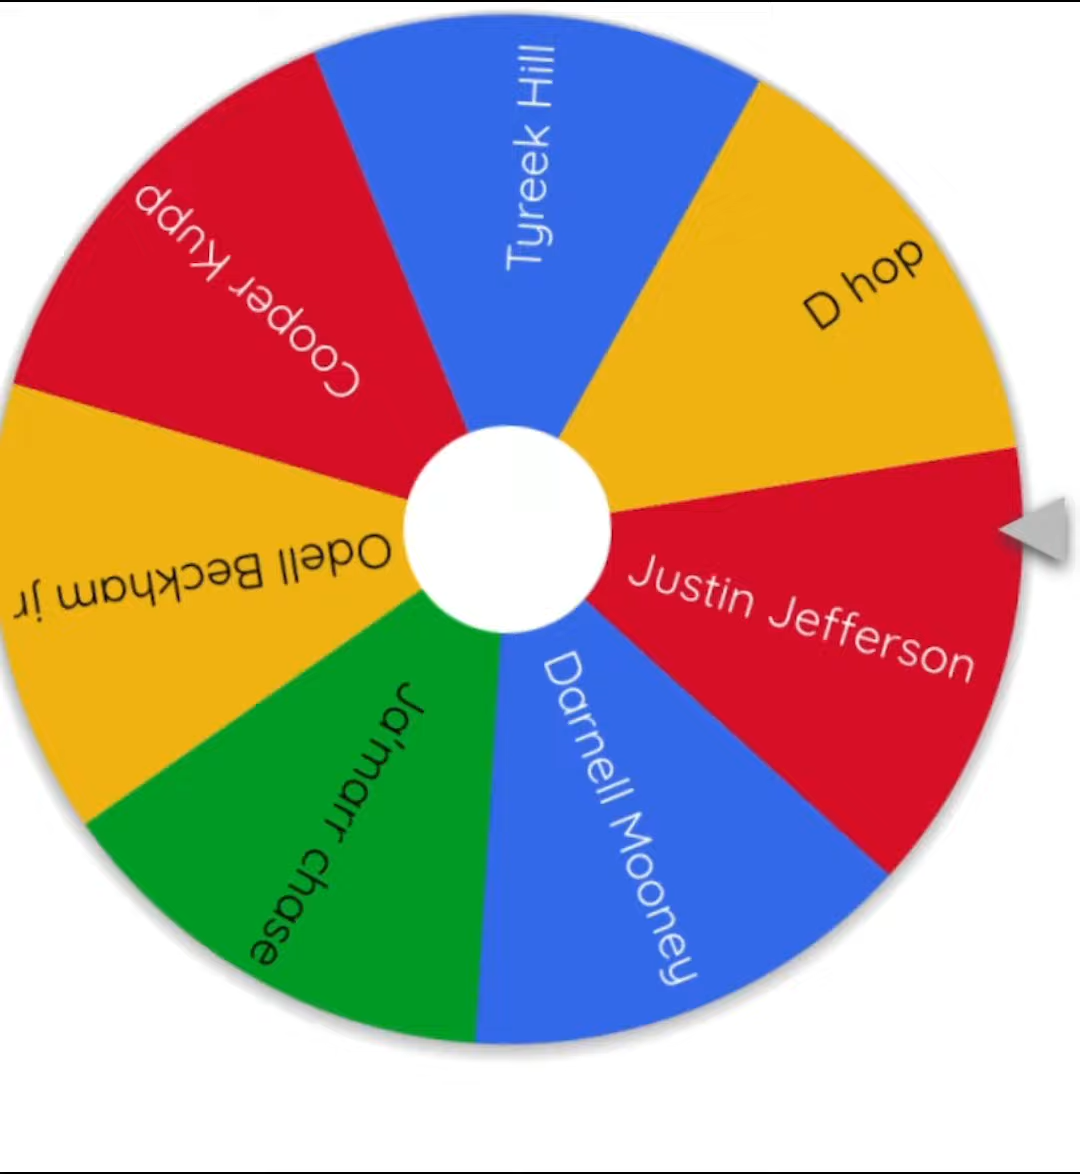 Tyreek Hill
D hop
Justin Jefferson
Darnell Mooney
Ja'marr chase
Odell Beckham jr
Cooper Kupp